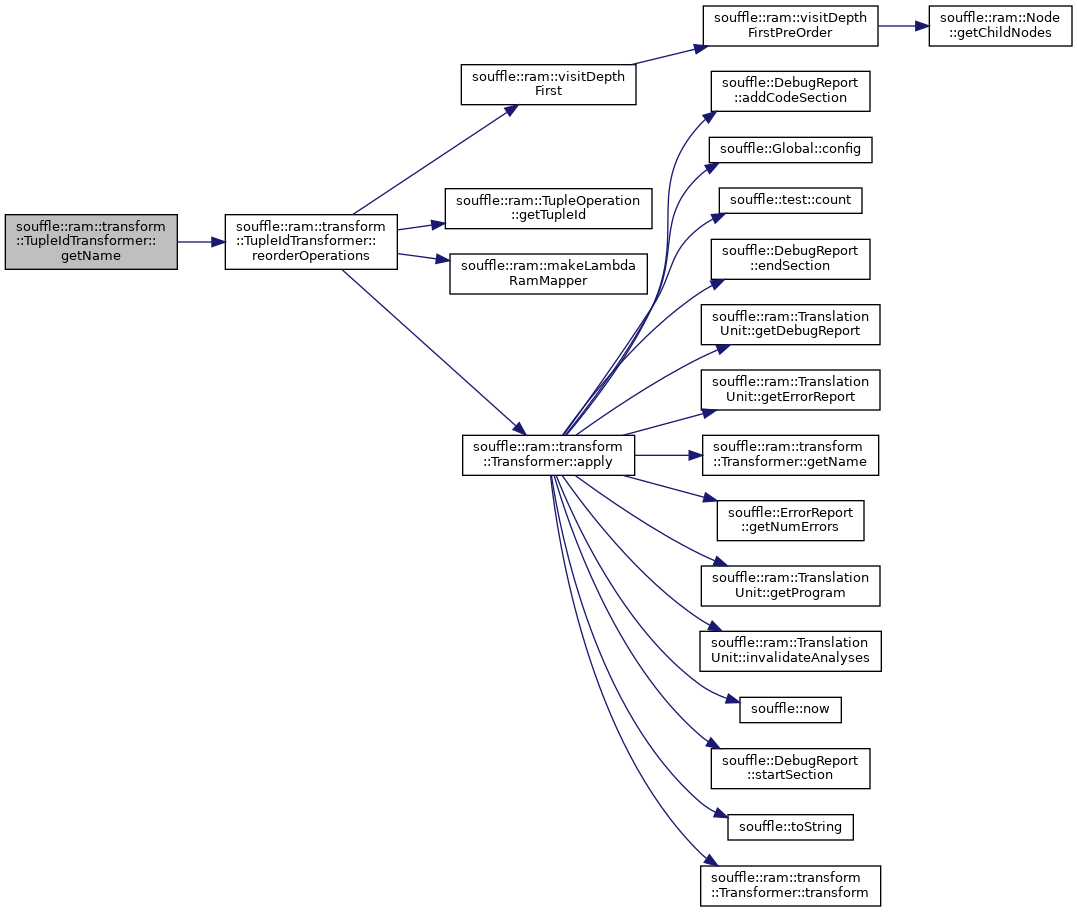 souffle::ram::transform
::TupleIdTransformer::
getName
souffle::ram::transform
::TupleIdTransformer::
reorderOperations
souffle::ram::visitDepth
First
souffle::ram::visitDepth
FirstPreOrder
souffle::ram::Node
::getChildNodes
souffle::ram::TupleOperation
::getTupleId
souffle::ram::makeLambda
RamMapper
souffle::ram::transform
::Transformer::apply
souffle::DebugReport
::addCodeSection
souffle::Global::config
souffle::test::count
souffle::DebugReport
::endSection
souffle::ram::Translation
Unit::getDebugReport
souffle::ram::Translation
Unit::getErrorReport
souffle::ram::transform
::Transformer::getName
souffle::ErrorReport
::getNumErrors
souffle::ram::Translation
Unit::getProgram
souffle::ram::Translation
Unit::invalidateAnalyses
souffle::now
souffle::DebugReport
::startSection
souffle::toString
souffle::ram::transform
::Transformer::transform